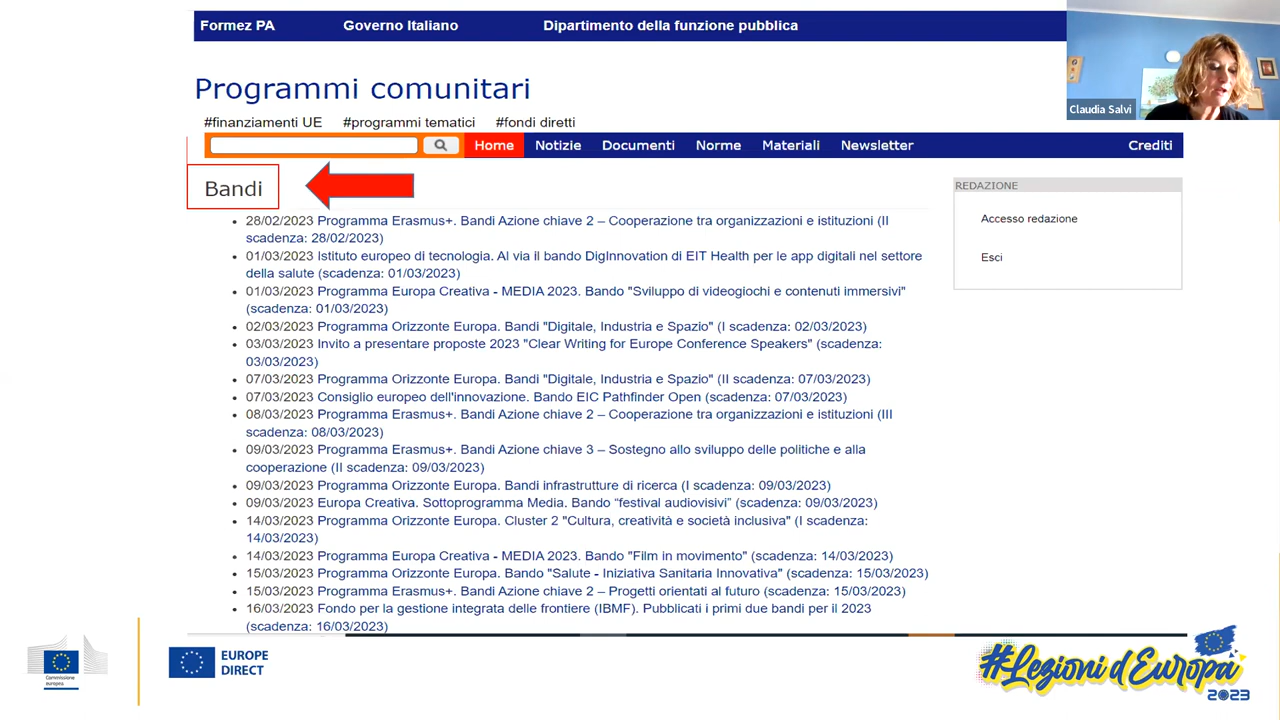 Formez PA Governo Italiano Dipartimento della funzione pubblica
Claudia Salvi
Programmi comunitari
#finanziamenti UE #programmi tematici #fondi diretti
Home Notizie Documenti Norme Materiali Newsletter Crediti
Bandi
28/02/2023 Programma Erasmus+. Bandi Azione chiave 2 – Cooperazione tra organizzazioni e istituzioni (II
scadenza: 28/02/2023)
01/03/2023 Istituto europeo di tecnologia. Al via il bando DigInnovation di EIT Health per le app digitali nel settore
della salute (scadenza: 01/03/2023)
01/03/2023 Programma Europa Creativa - MEDIA 2023. Bando "Sviluppo di videogiochi e contenuti immersivi"
(scadenza: 01/03/2023)
02/03/2023 Programma Orizzonte Europa. Bandi "Digitale, Industria e Spazio" (I scadenza: 02/03/2023)
03/03/2023 Invito a presentare proposte 2023 "Clear Writing for Europe Conference Speakers" (scadenza:
03/03/2023)
07/03/2023 Programma Orizzonte Europa. Bandi "Digitale, Industria e Spazio" (II scadenza: 07/03/2023)
07/03/2023 Consiglio europeo dell'innovazione. Bando EIC Pathfinder Open (scadenza: 07/03/2023)
08/03/2023 Programma Erasmus+. Bandi Azione chiave 2 – Cooperazione tra organizzazioni e istituzioni (III
scadenza: 08/03/2023)
09/03/2023 Programma Erasmus+. Bandi Azione chiave 3 – Sostegno allo sviluppo delle politiche e alla
cooperazione (II scadenza: 09/03/2023)
09/03/2023 Programma Orizzonte Europa. Bandi infrastrutture di ricerca (I scadenza: 09/03/2023)
09/03/2023 Europa Creativa. Sottoprogramma Media. Bando “festival audiovisivi” (scadenza: 09/03/2023)
14/03/2023 Programma Orizzonte Europa. Cluster 2 "Cultura, creatività e società inclusiva" (I scadenza:
14/03/2023)
14/03/2023 Programma Europa Creativa - MEDIA 2023. Bando "Film in movimento" (scadenza: 14/03/2023)
15/03/2023 Programma Orizzonte Europa. Bando "Salute - Iniziativa Sanitaria Innovativa" (scadenza: 15/03/2023)
15/03/2023 Programma Erasmus+. Bandi Azione chiave 2 – Progetti orientati al futuro (scadenza: 15/03/2023)
16/03/2023 Fondo per la gestione integrata delle frontiere (IBMF). Pubblicati i primi due bandi per il 2023
(scadenza: 16/03/2023)
REDAZIONE
Accesso redazione
Esci
Commissione
europea
EUROPE
DIRECT
#Lezioni d'Europa
2023